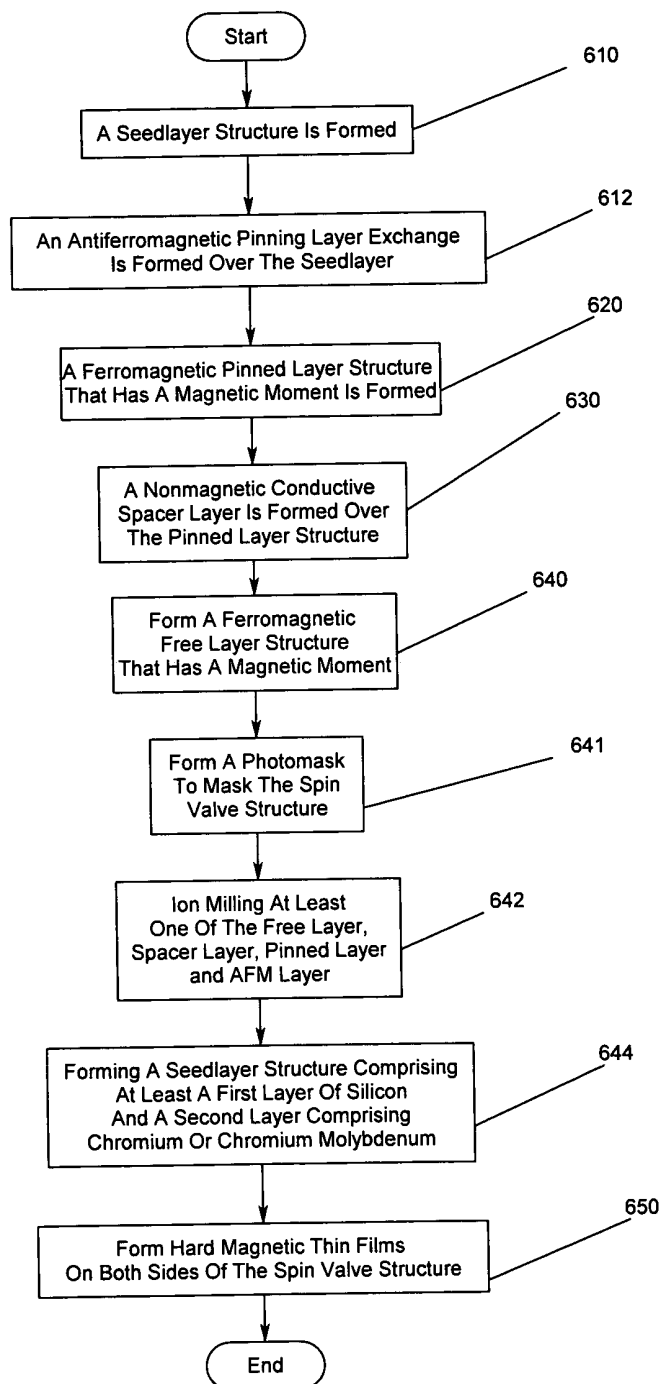 Start
610
A Seedlayer Structure Is Formed
612
An Antiferromagnetic Pinning Layer Exchange
Is Formed Over The Seedlayer
620
A Ferromagnetic Pinned Layer Structure
That Has A Magnetic Moment Is Formed
630
A Nonmagnetic Conductive
Spacer Layer Is Formed Over
The Pinned Layer Structure
640
Form A Ferromagnetic
Free Layer Structure
That Has A Magnetic Moment
641
Form A Photomask
To Mask The Spin
Valve Structure
642
Ion Milling At Least
One Of The Free Layer,
Spacer Layer, Pinned Layer
and AFM Layer
644
Forming A Seedlayer Structure Comprising
At Least A First Layer Of Silicon
And A Second Layer Comprising
Chromium Or Chromium Molybdenum
650
Form Hard Magnetic Thin Films
On Both Sides Of The Spin Valve Structure
End